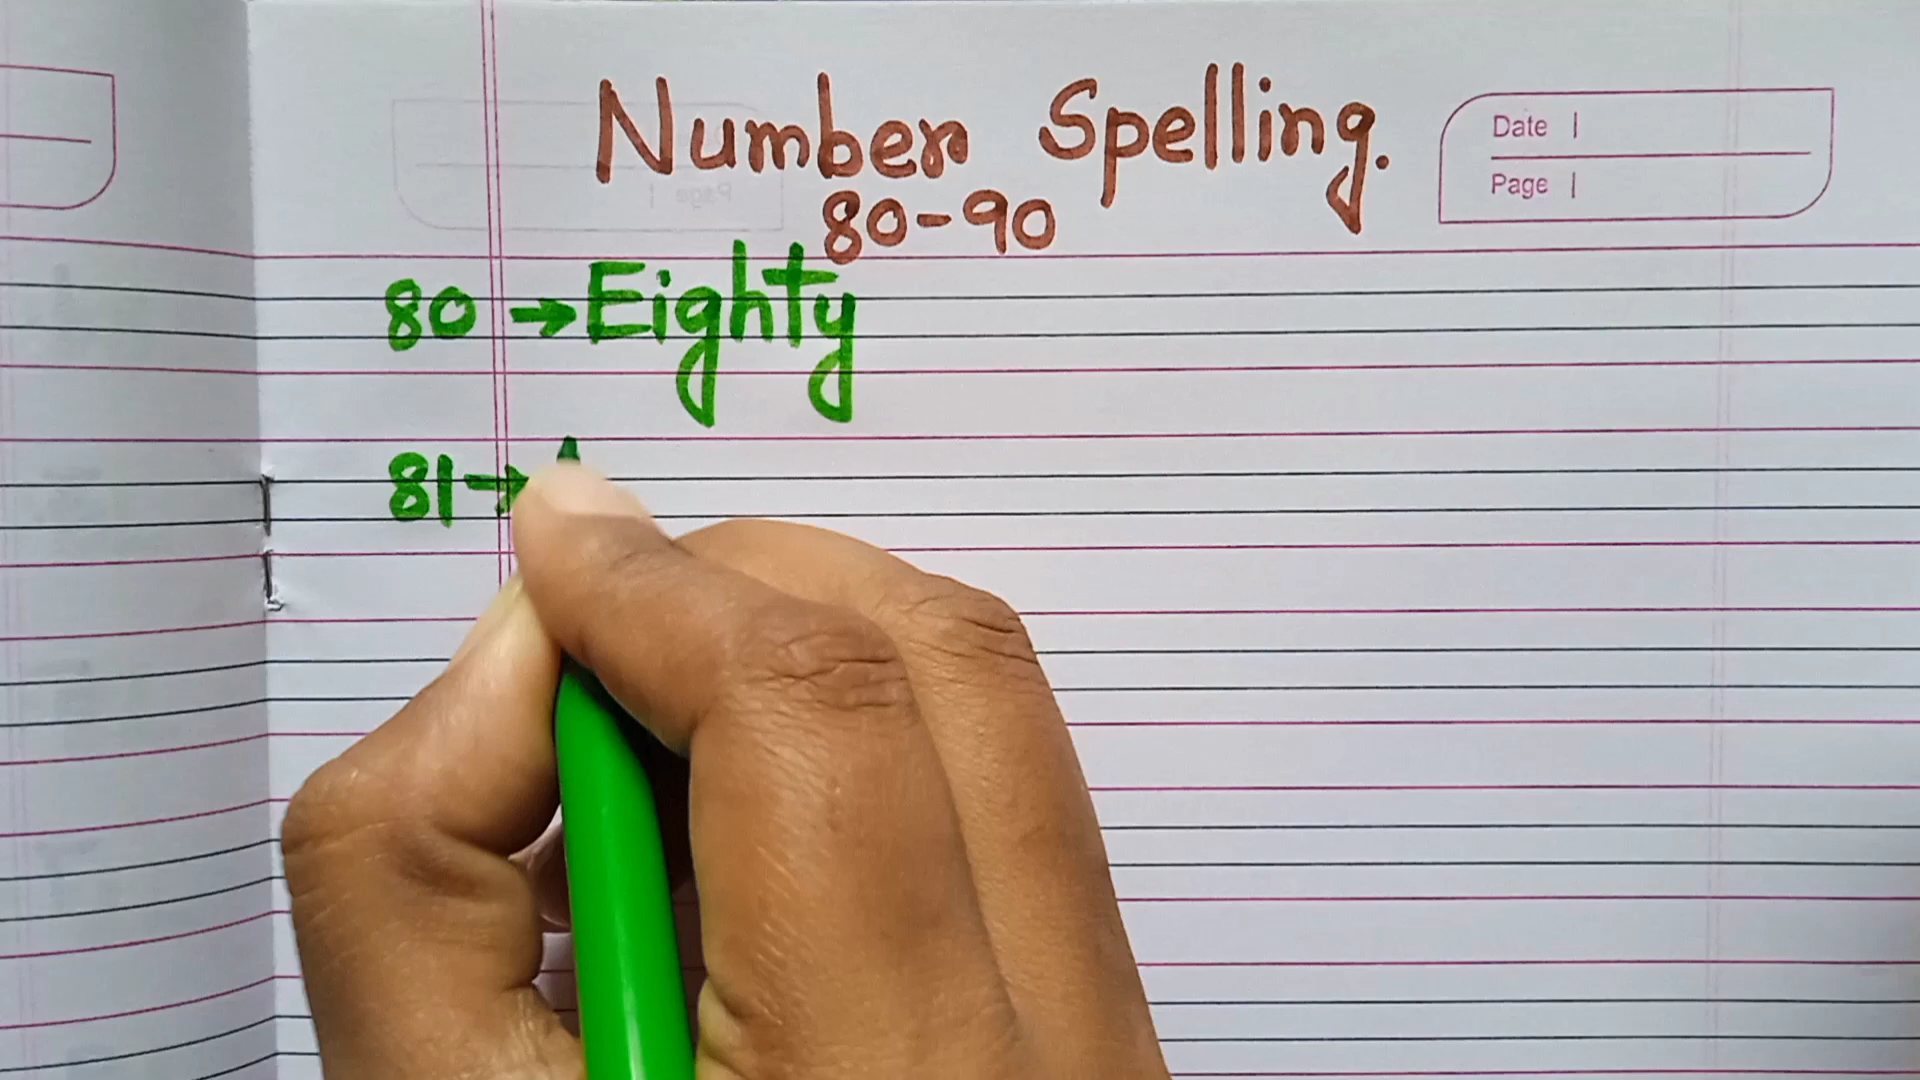 Number Spelling.
80-90
Date |
Page |
80 → Eighty
81 →